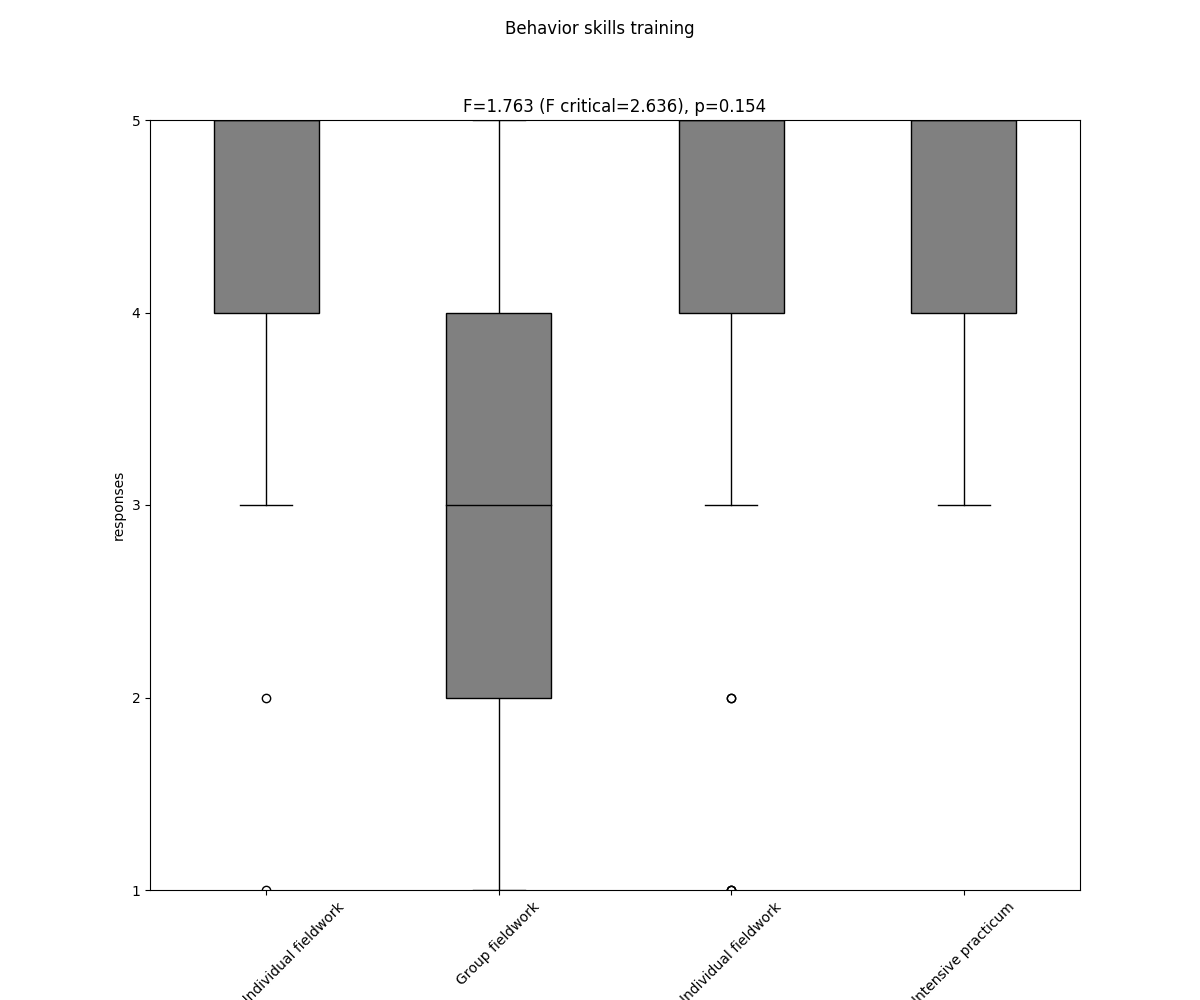 Behavior skills training
F=1.763 (F critical=2.636), p=0.154
responses
5
4
3
2
1
Individual fieldwork
Group fieldwork
Individual fieldwork
Intensive practicum